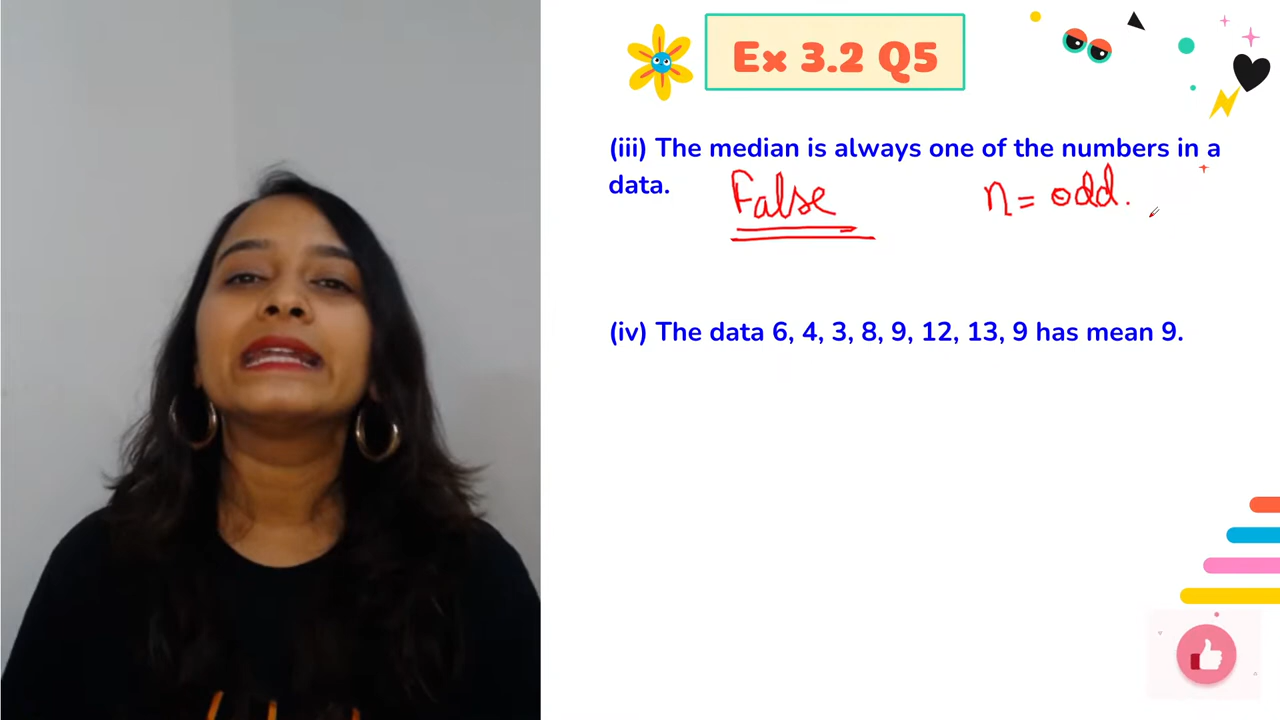 Ex 3.2 Q5
(iii) The median is always one of the numbers in a
data.
False
n = odd.
(iv) The data 6, 4, 3, 8, 9, 12, 13, 9 has mean 9.